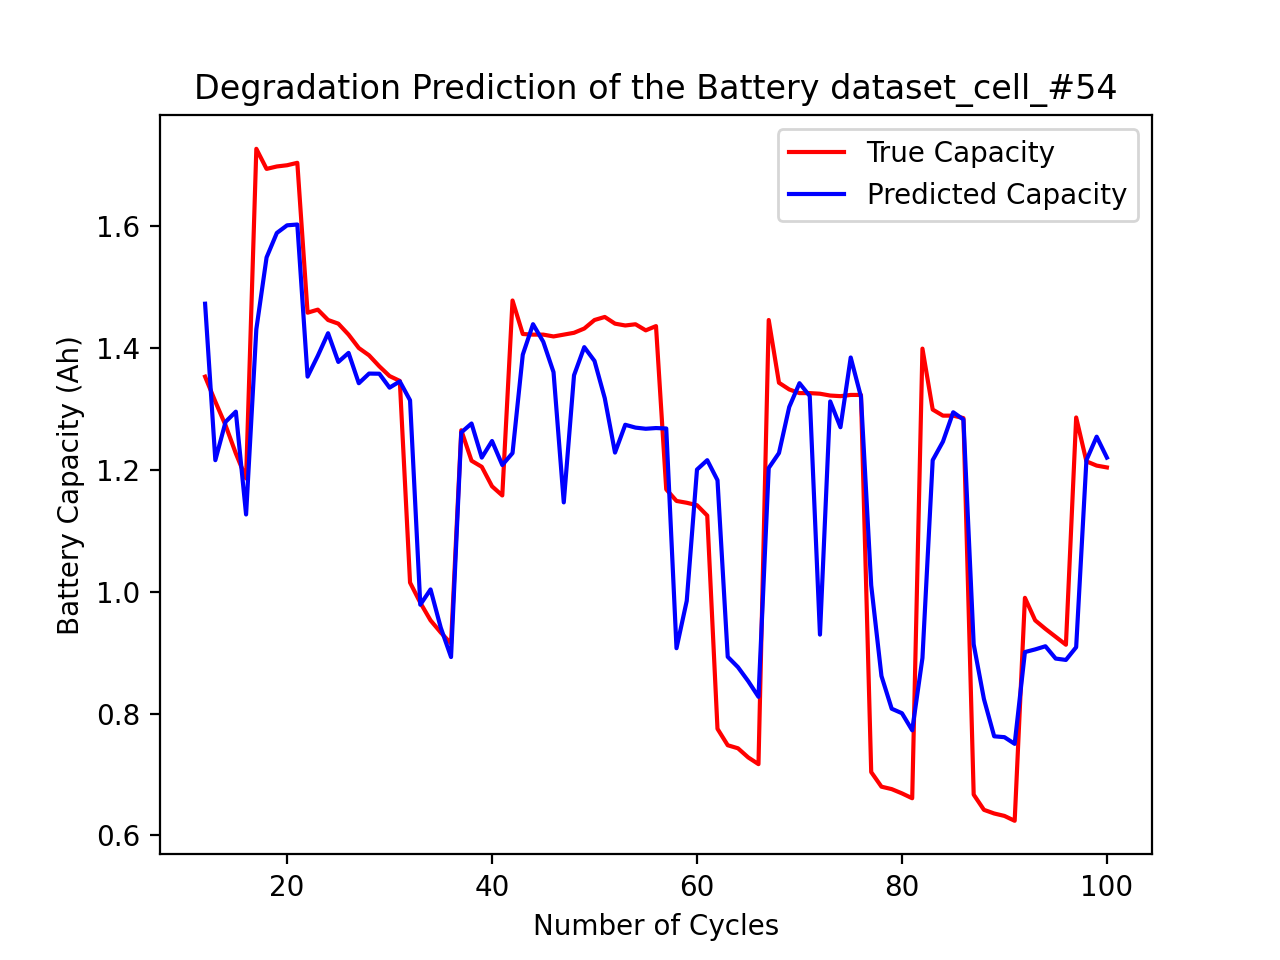 Degradation Prediction of the Battery dataset_cell_#54
True Capacity
Predicted Capacity
Battery Capacity (Ah)
1.6
1.4
1.2
1.0
0.8
0.6
20
40
60
80
100
Number of Cycles